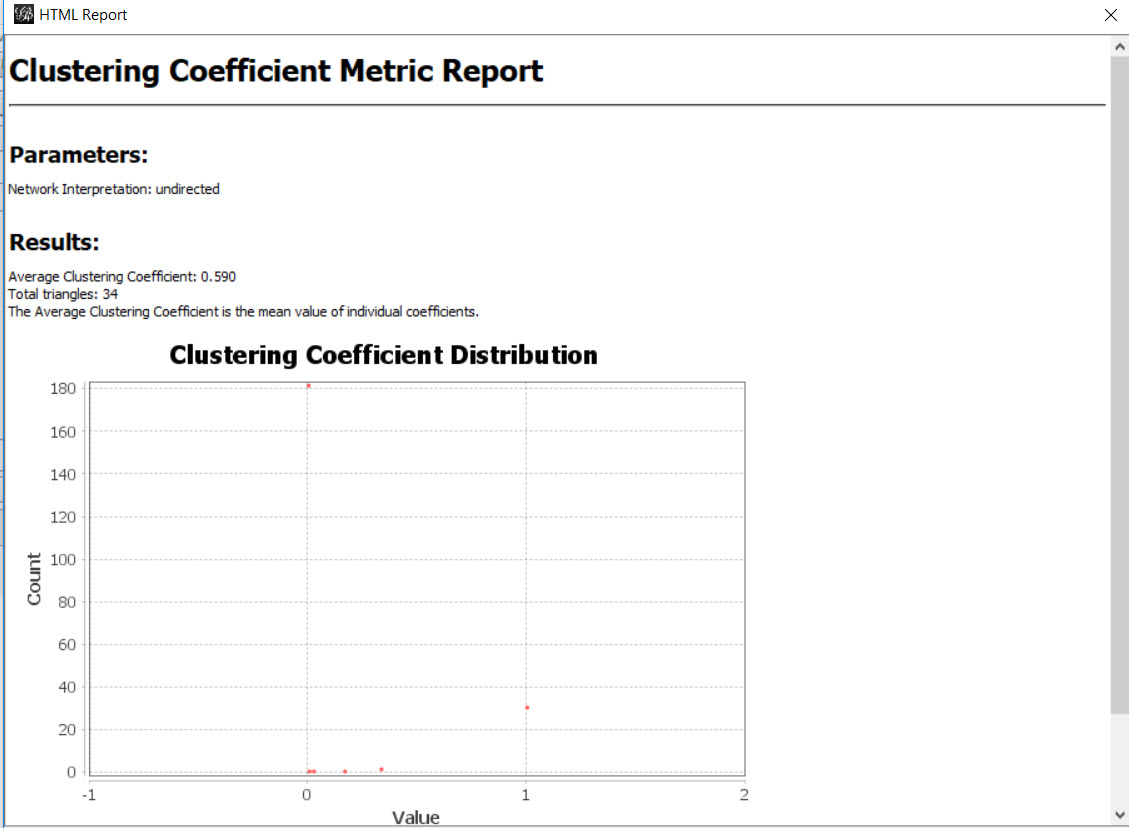 HTML Report
Clustering Coefficient Metric Report
Parameters:
Network Interpretation: undirected
Results:
Average Clustering Coefficient: 0.590
Total triangles: 34
The Average Clustering Coefficient is the mean value of individual coefficients.
Clustering Coefficient Distribution
180
160
140
120
100
80
60
40
20
0
Count
-1 0 1 2
Value